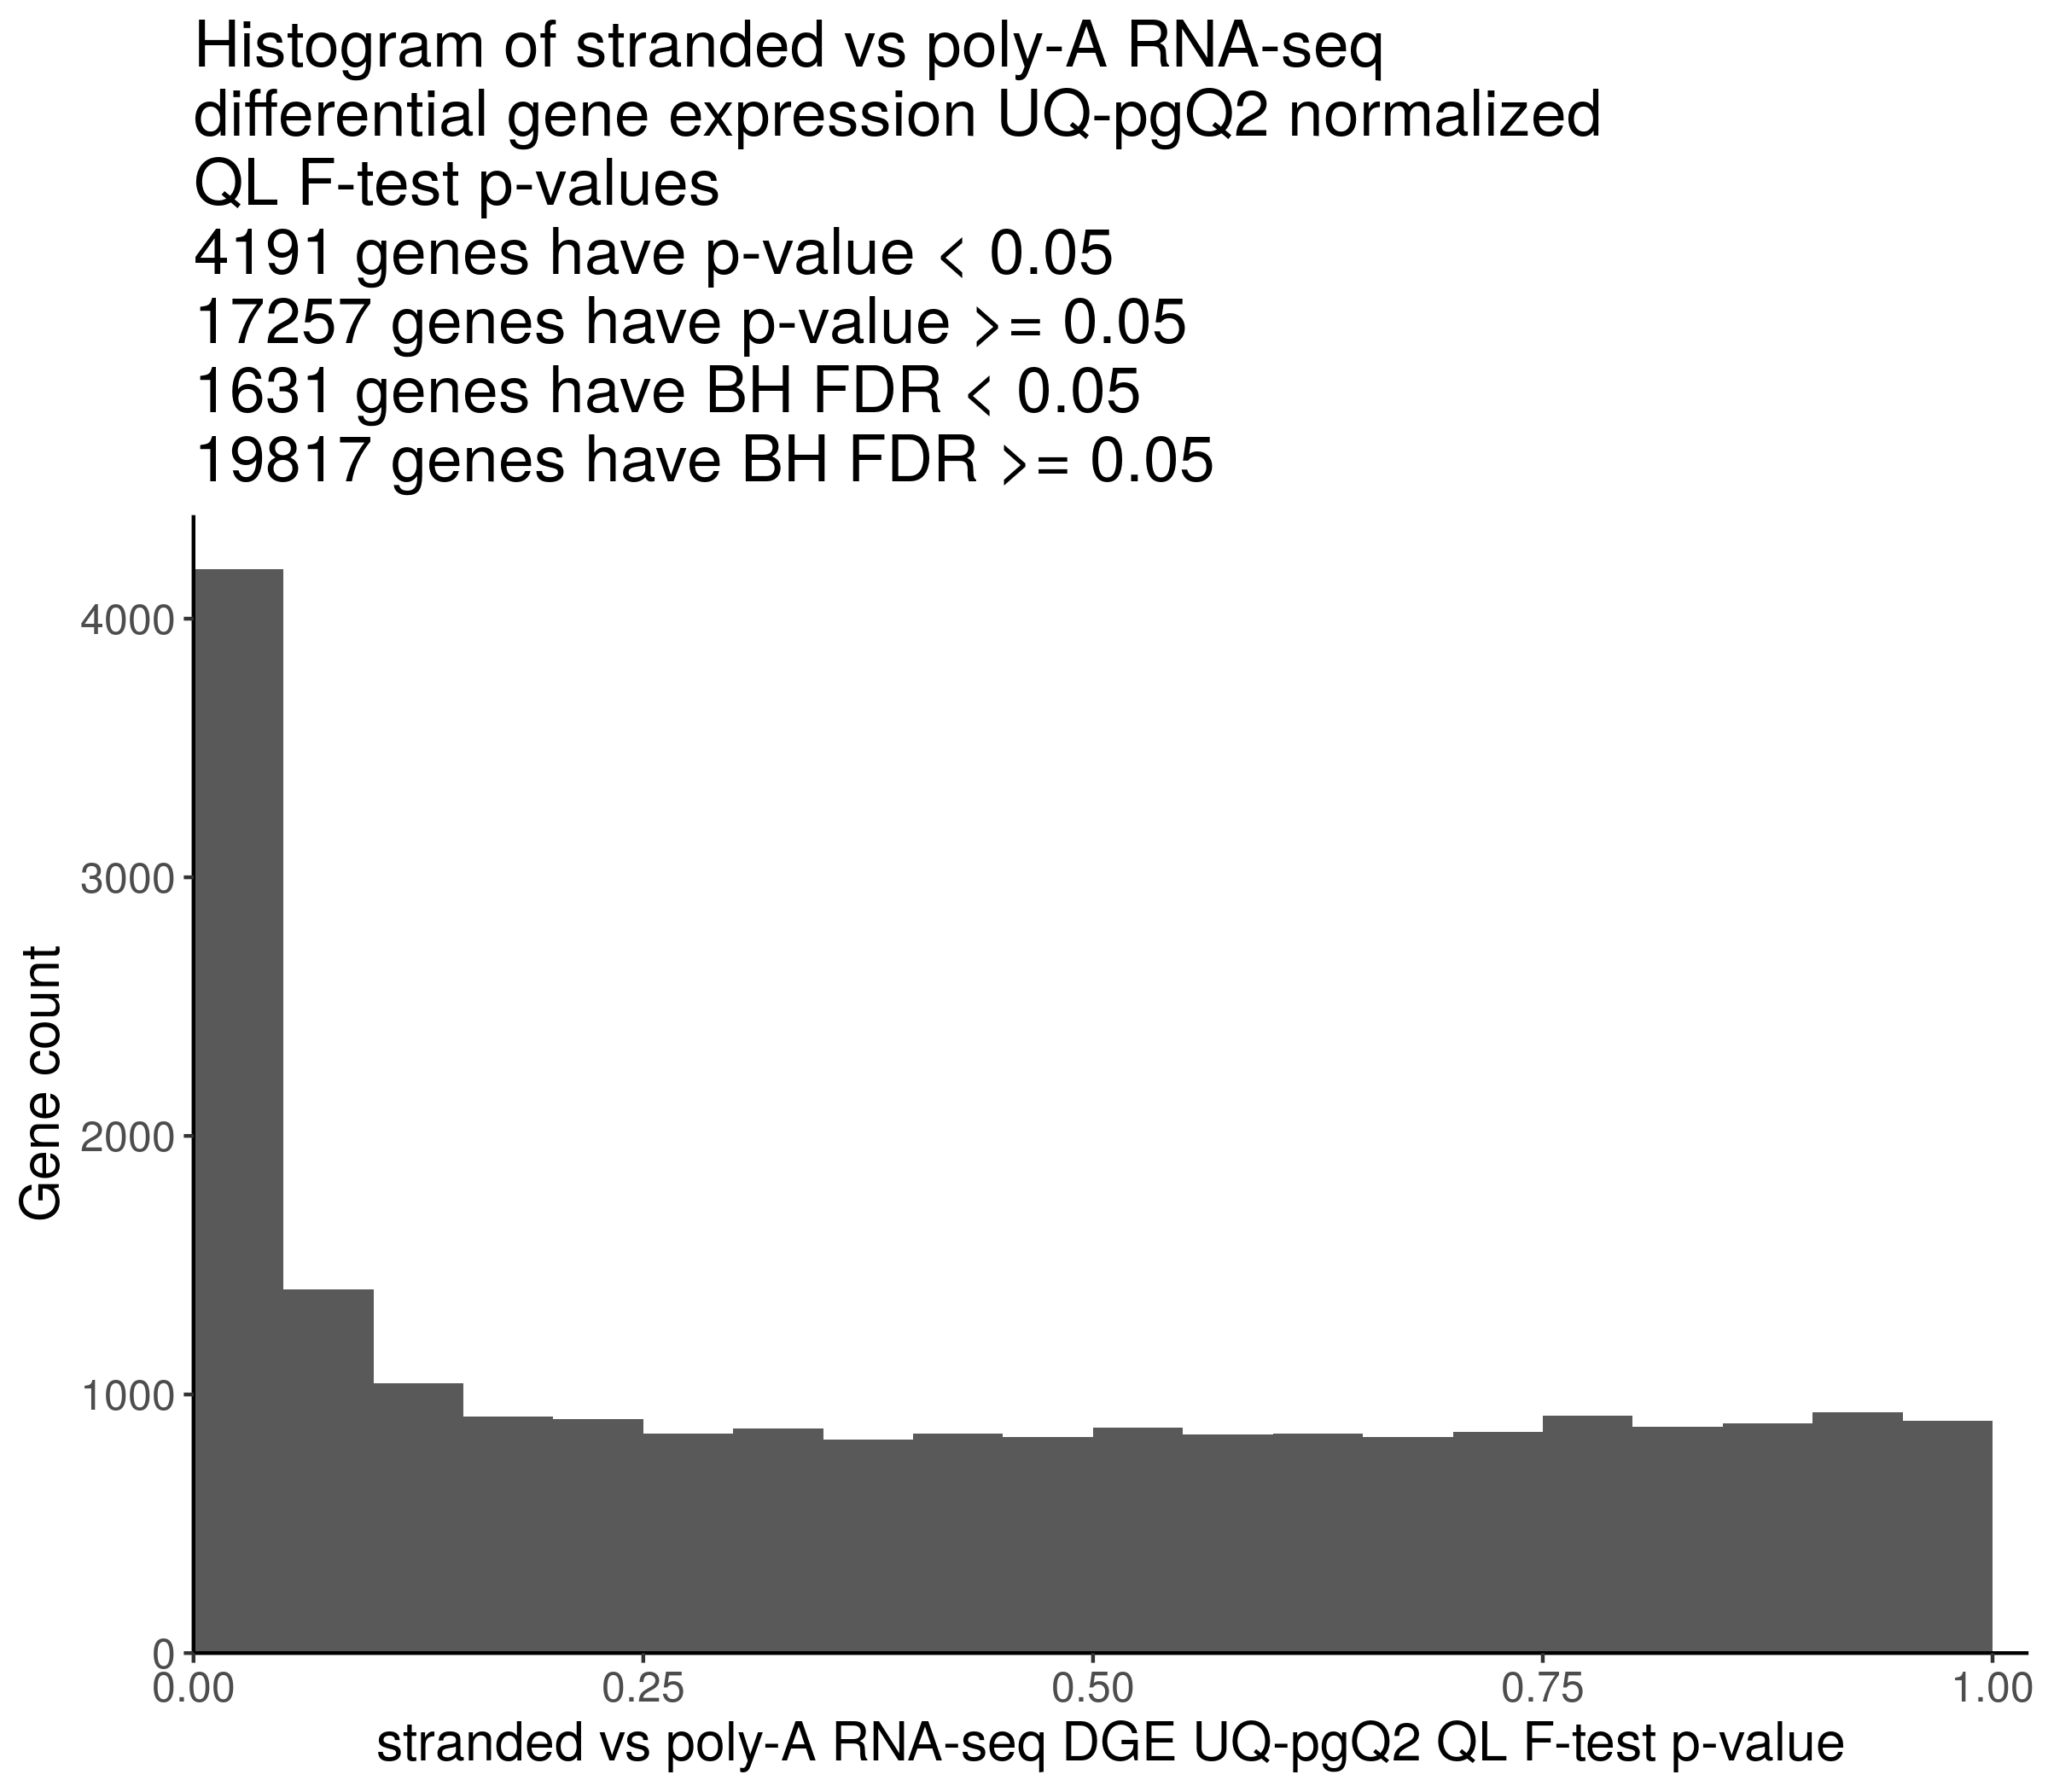 Histogram of stranded vs poly-A RNA-seq
differential gene expression UQ-pgQ2 normalized
QL F-test p-values
4191 genes have p-value < 0.05
17257 genes have p-value >= 0.05
1631 genes have BH FDR < 0.05
19817 genes have BH FDR >= 0.05
Gene count
4000
3000
2000
1000
0
0.00 0.25 0.50 0.75 1.00
stranded vs poly-A RNA-seq DGE UQ-pgQ2 QL F-test p-value